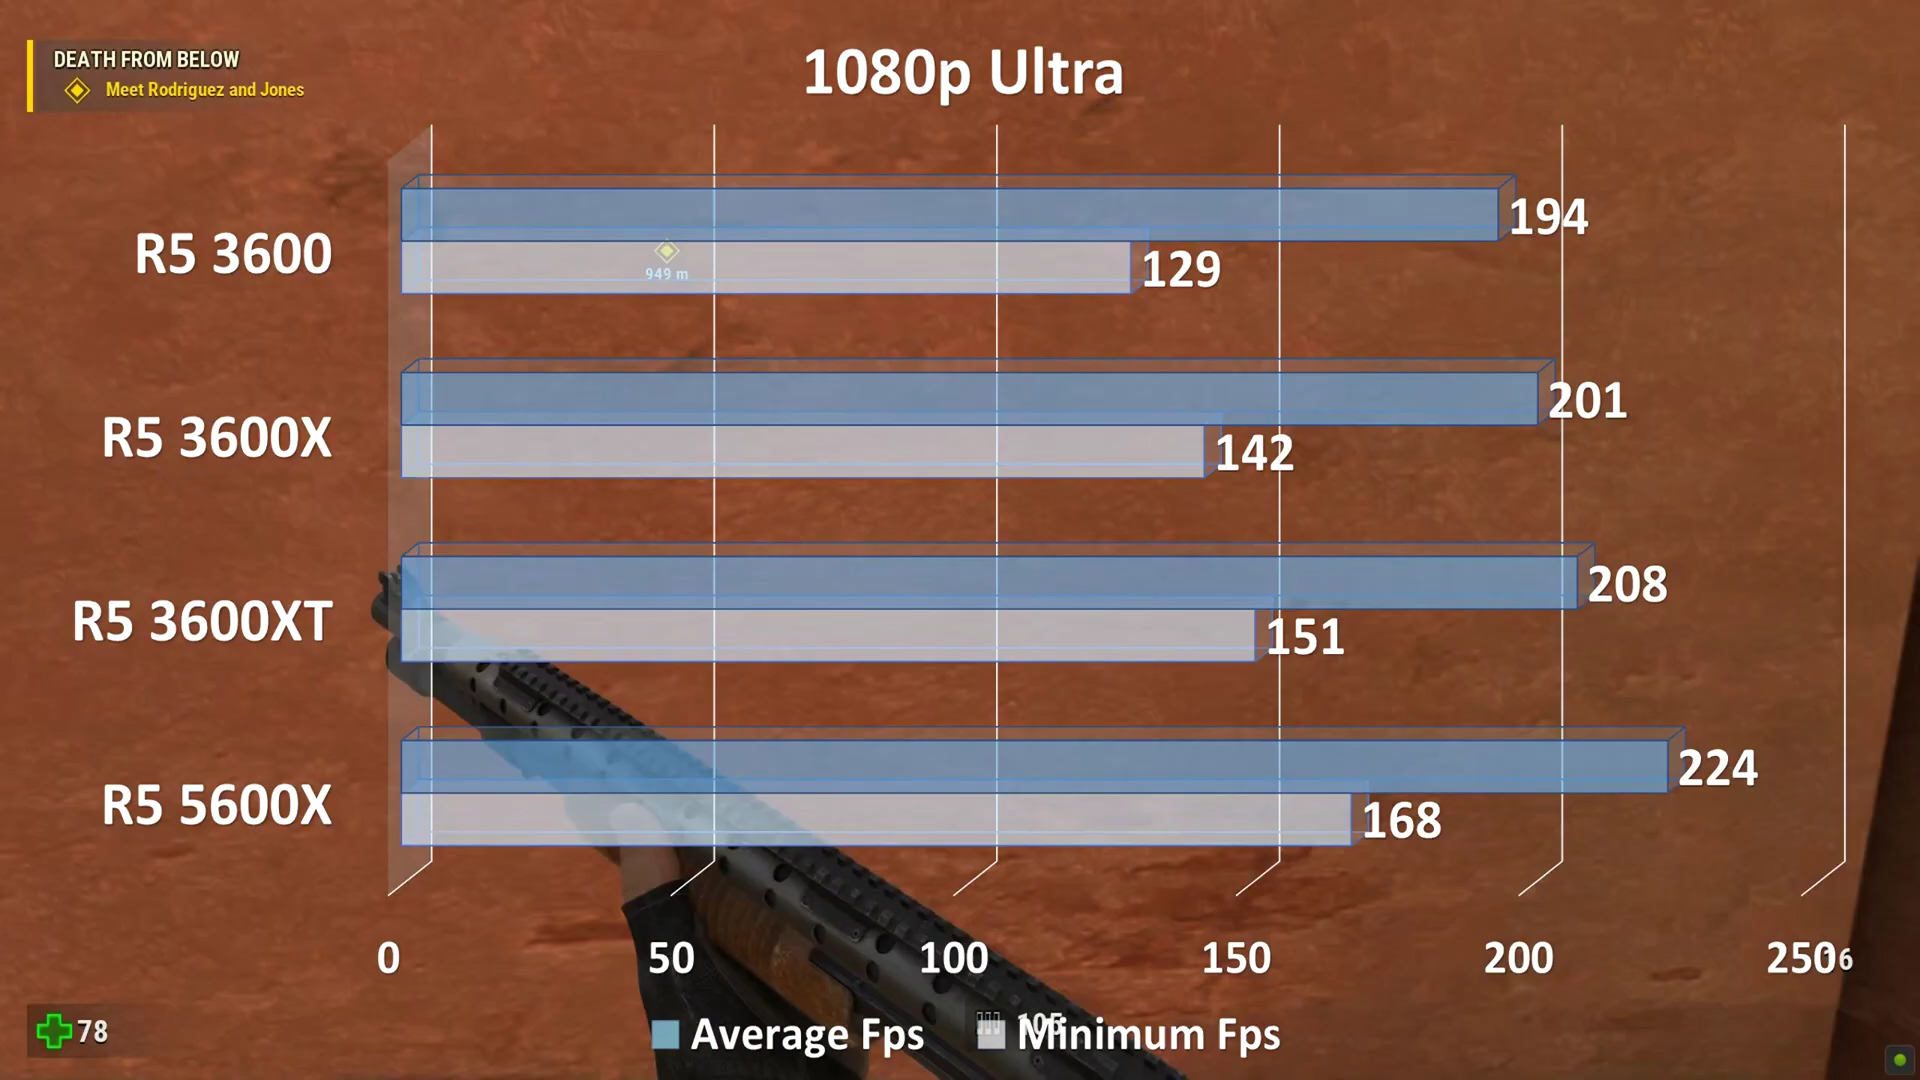 DEATH FROM BELOW
Meet Rodriguez and Jones
1080p Ultra
R5 3600
194
129
949 m
R5 3600X
201
142
R5 3600XT
208
151
R5 5600X
224
168
0 50 100 150 200 250
78
Average Fps Minimum Fps
105